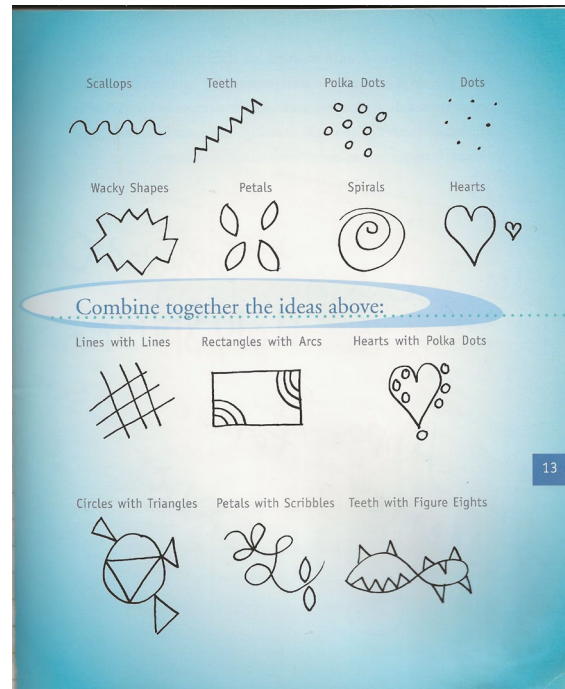 Scallops Teeth Polka Dots Dots
Wacky Shapes Petals Spirals Hearts
Combine together the ideas above:
Lines with Lines Rectangles with Arcs Hearts with Polka Dots
13
Circles with Triangles Petals with Scribbles Teeth with Figure Eights